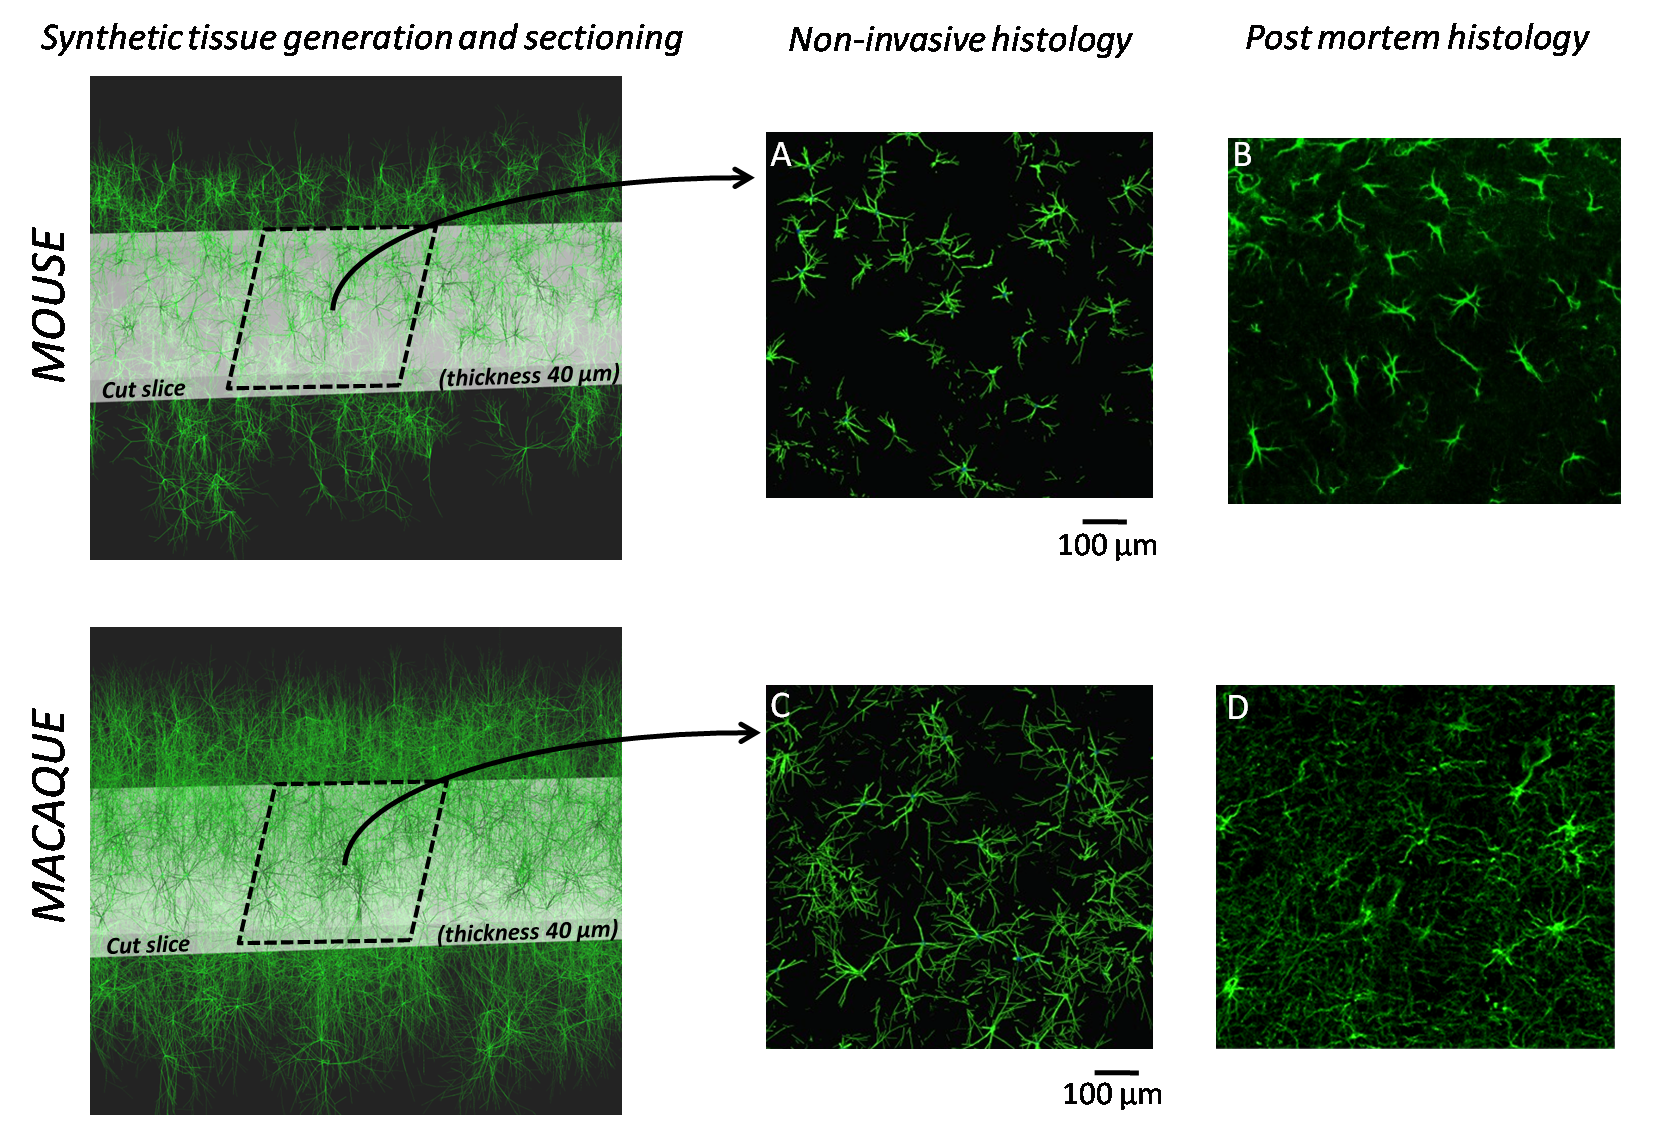 Synthetic tissue generation and sectioning
Non-invasive histology
Post mortem histology
MOUSE
Cut slice
(thickness 40 µm)
A
B
100 µm
MACAQUE
Cut slice
(thickness 40 µm)
C
D
100 µm